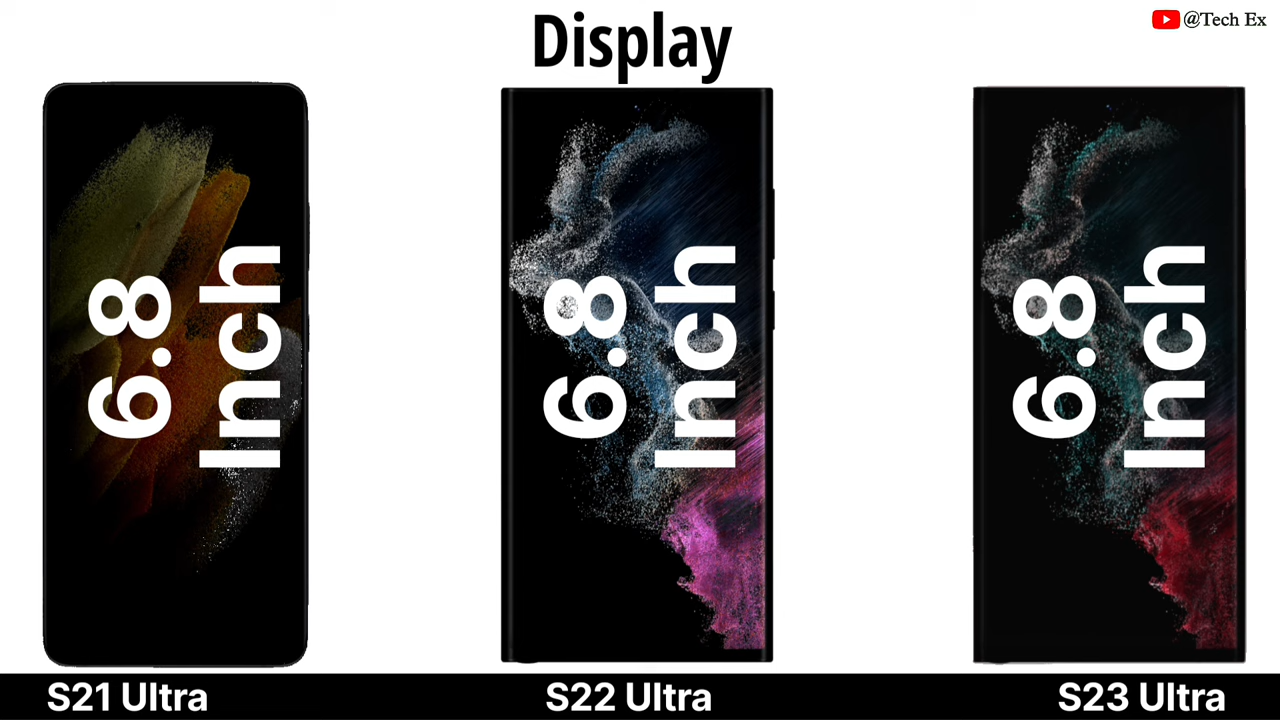 Display
@Tech Ex
6.8
Inch
6.8
Inch
6.8
Inch
S21 Ultra
S22 Ultra
S23 Ultra